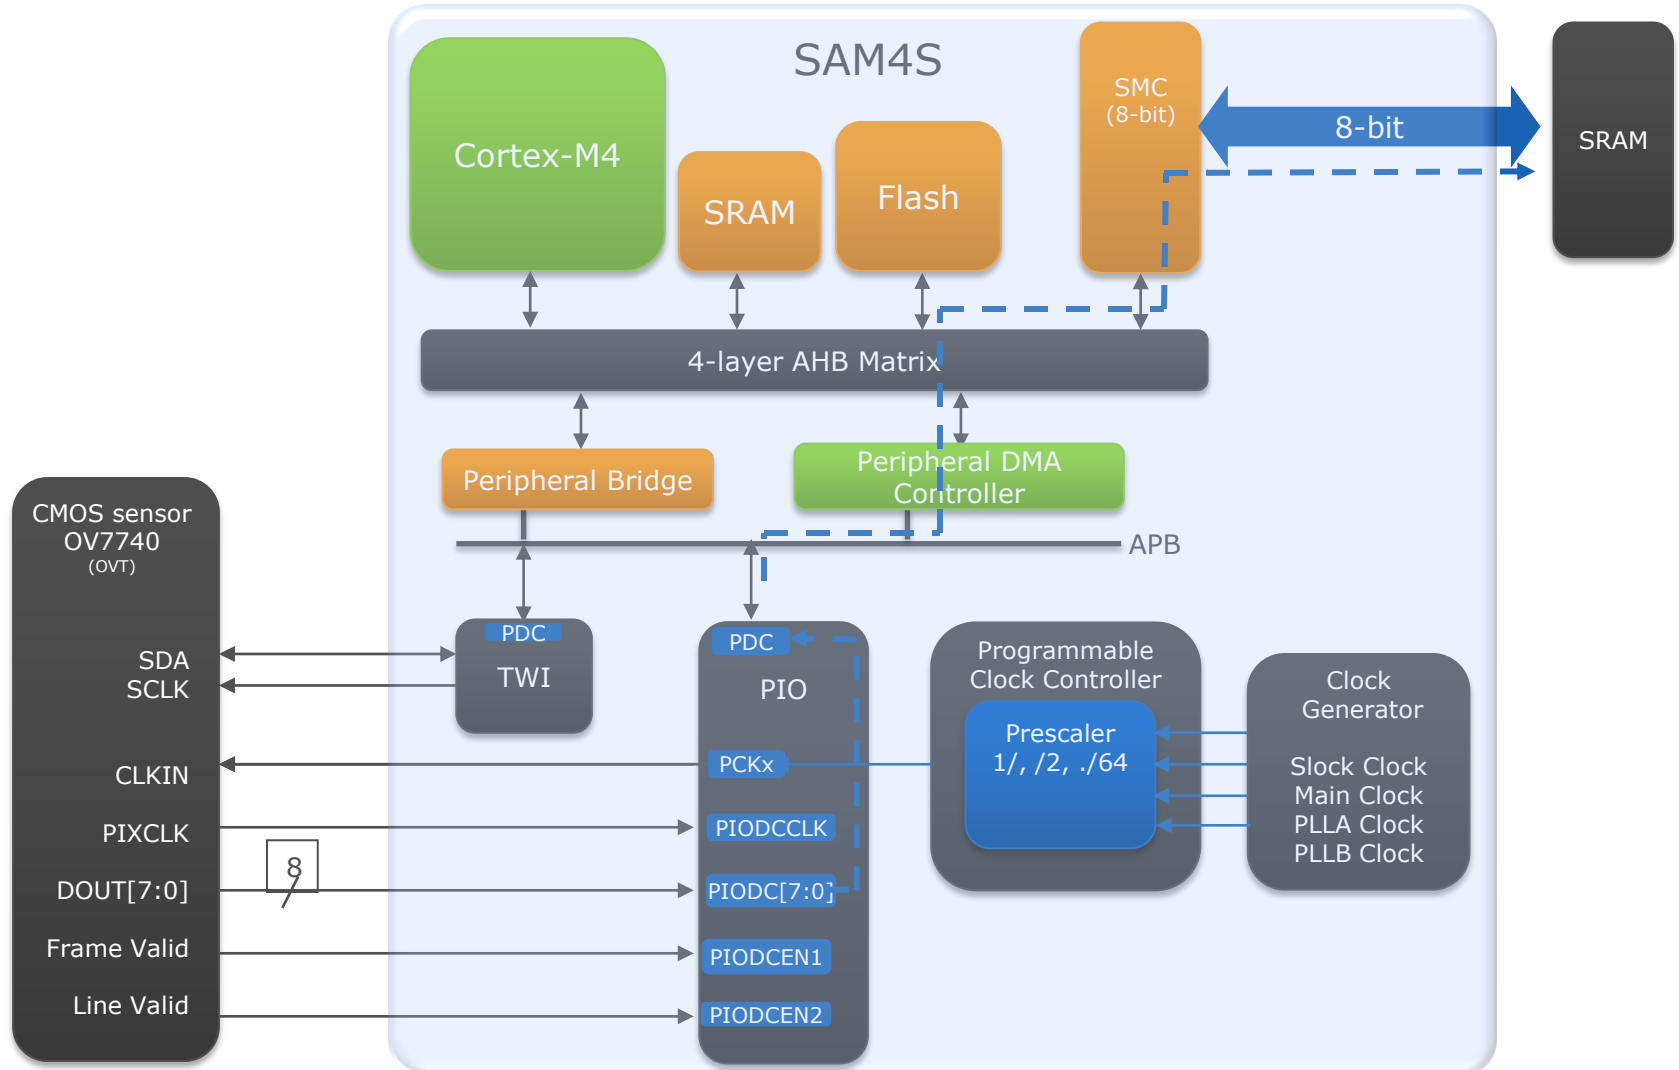 SAM4S
Cortex-M4
SRAM
Flash
SMC
(8-bit)
8-bit
SRAM
4-layer AHB Matrix
Peripheral Bridge
Peripheral DMA
Controller
APB
CMOS sensor
OV7740
(OVT)
SDA
SCLK
CLKIN
PIXCLK
DOUT[7:0]
Frame Valid
Line Valid
8
PDC
TWI
PDC
PIO
PCKx
PIODCCLK
PIODC[7:0]
PIODCEN1
PIODCEN2
Programmable
Clock Controller
Prescaler
1/, /2, ./64
Clock
Generator
Slock Clock
Main Clock
PLLA Clock
PLLB Clock